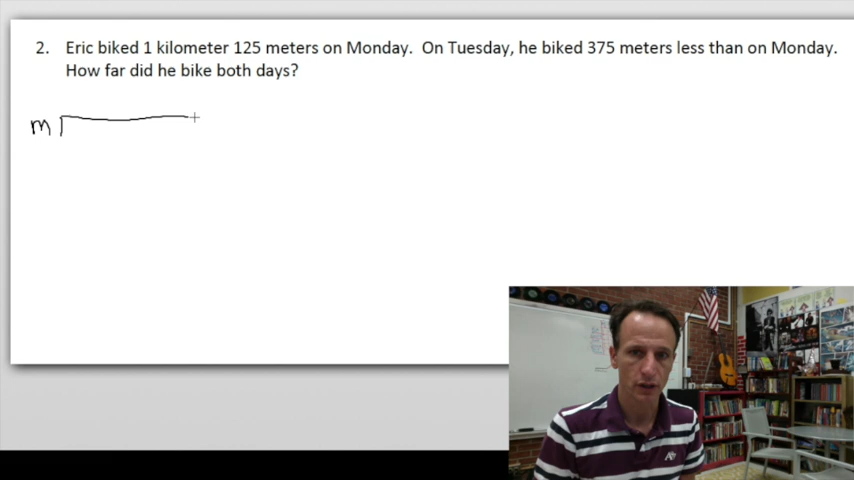 2. Eric biked 1 kilometer 125 meters on Monday. On Tuesday, he biked 375 meters less than on Monday.
How far did he bike both days?
m